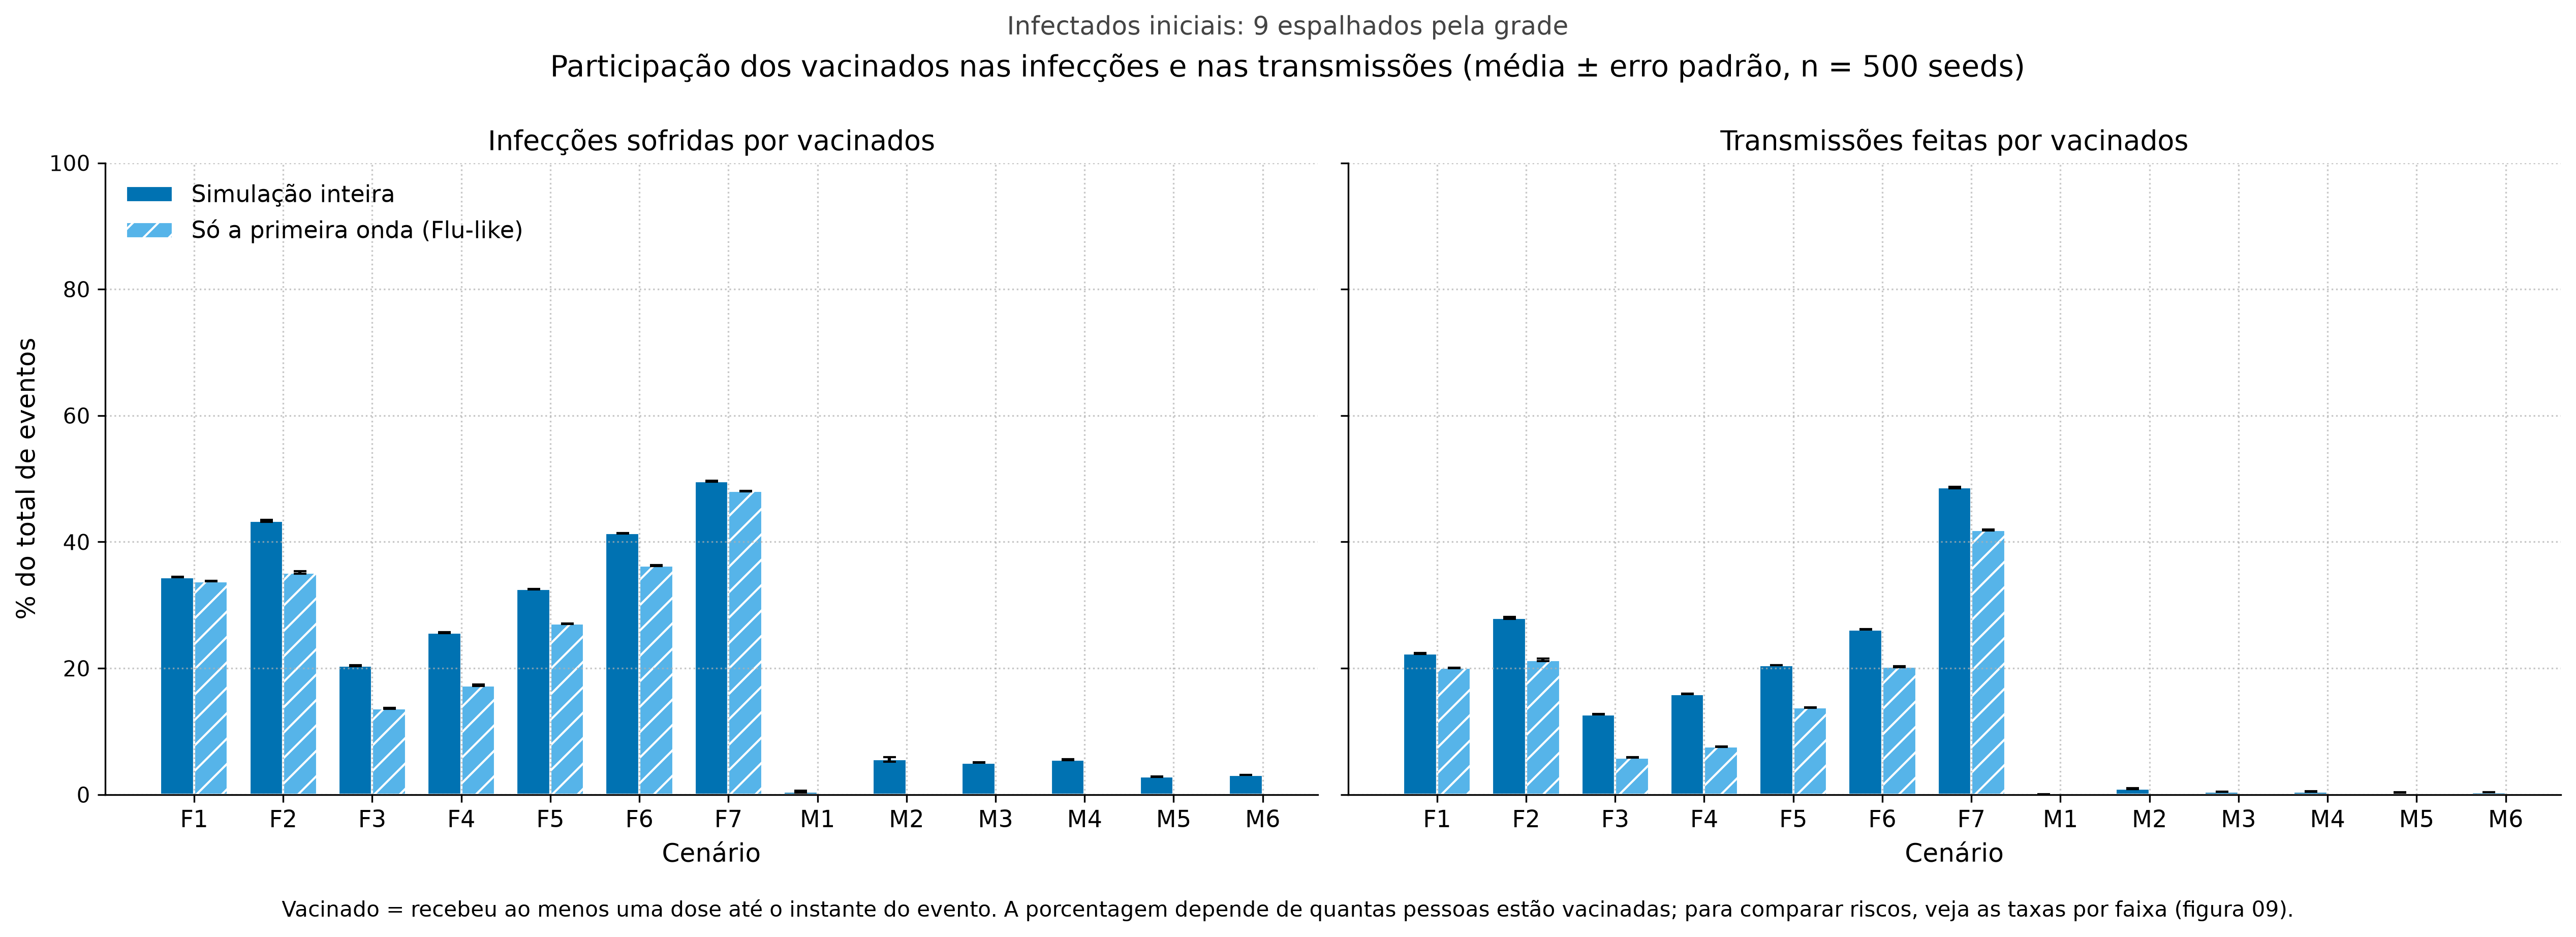 Infectados iniciais: 9 espalhados pela grade
Participação dos vacinados nas infecções e nas transmissões (média ± erro padrão, n = 500 seeds)
Infecções sofridas por vacinados
Transmissões feitas por vacinados
% do total de eventos
100
80
60
40
20
0
Simulação inteira
Só a primeira onda (Flu-like)
F1 F2 F3 F4 F5 F6 F7 M1 M2 M3 M4 M5 M6
Cenário
F1 F2 F3 F4 F5 F6 F7 M1 M2 M3 M4 M5 M6
Cenário
Vacinado = recebeu ao menos uma dose até o instante do evento. A porcentagem depende de quantas pessoas estão vacinadas; para comparar riscos, veja as taxas por faixa (figura 09).